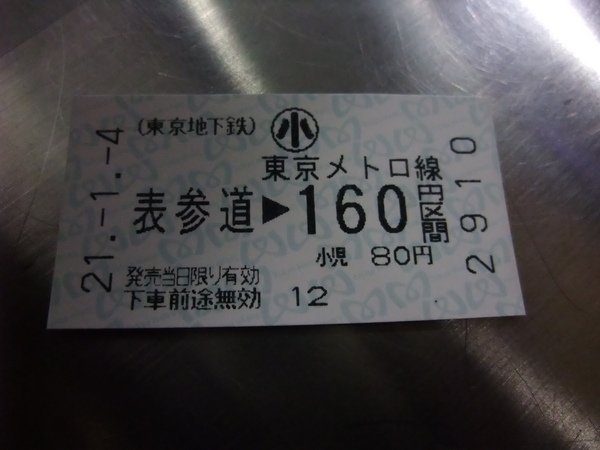 21.-1.-4
(東京地下鉄) 小
東京メトロ線
表参道▶160円区間
小児 80円
発売当日限り有効
下車前途無効 12
2910